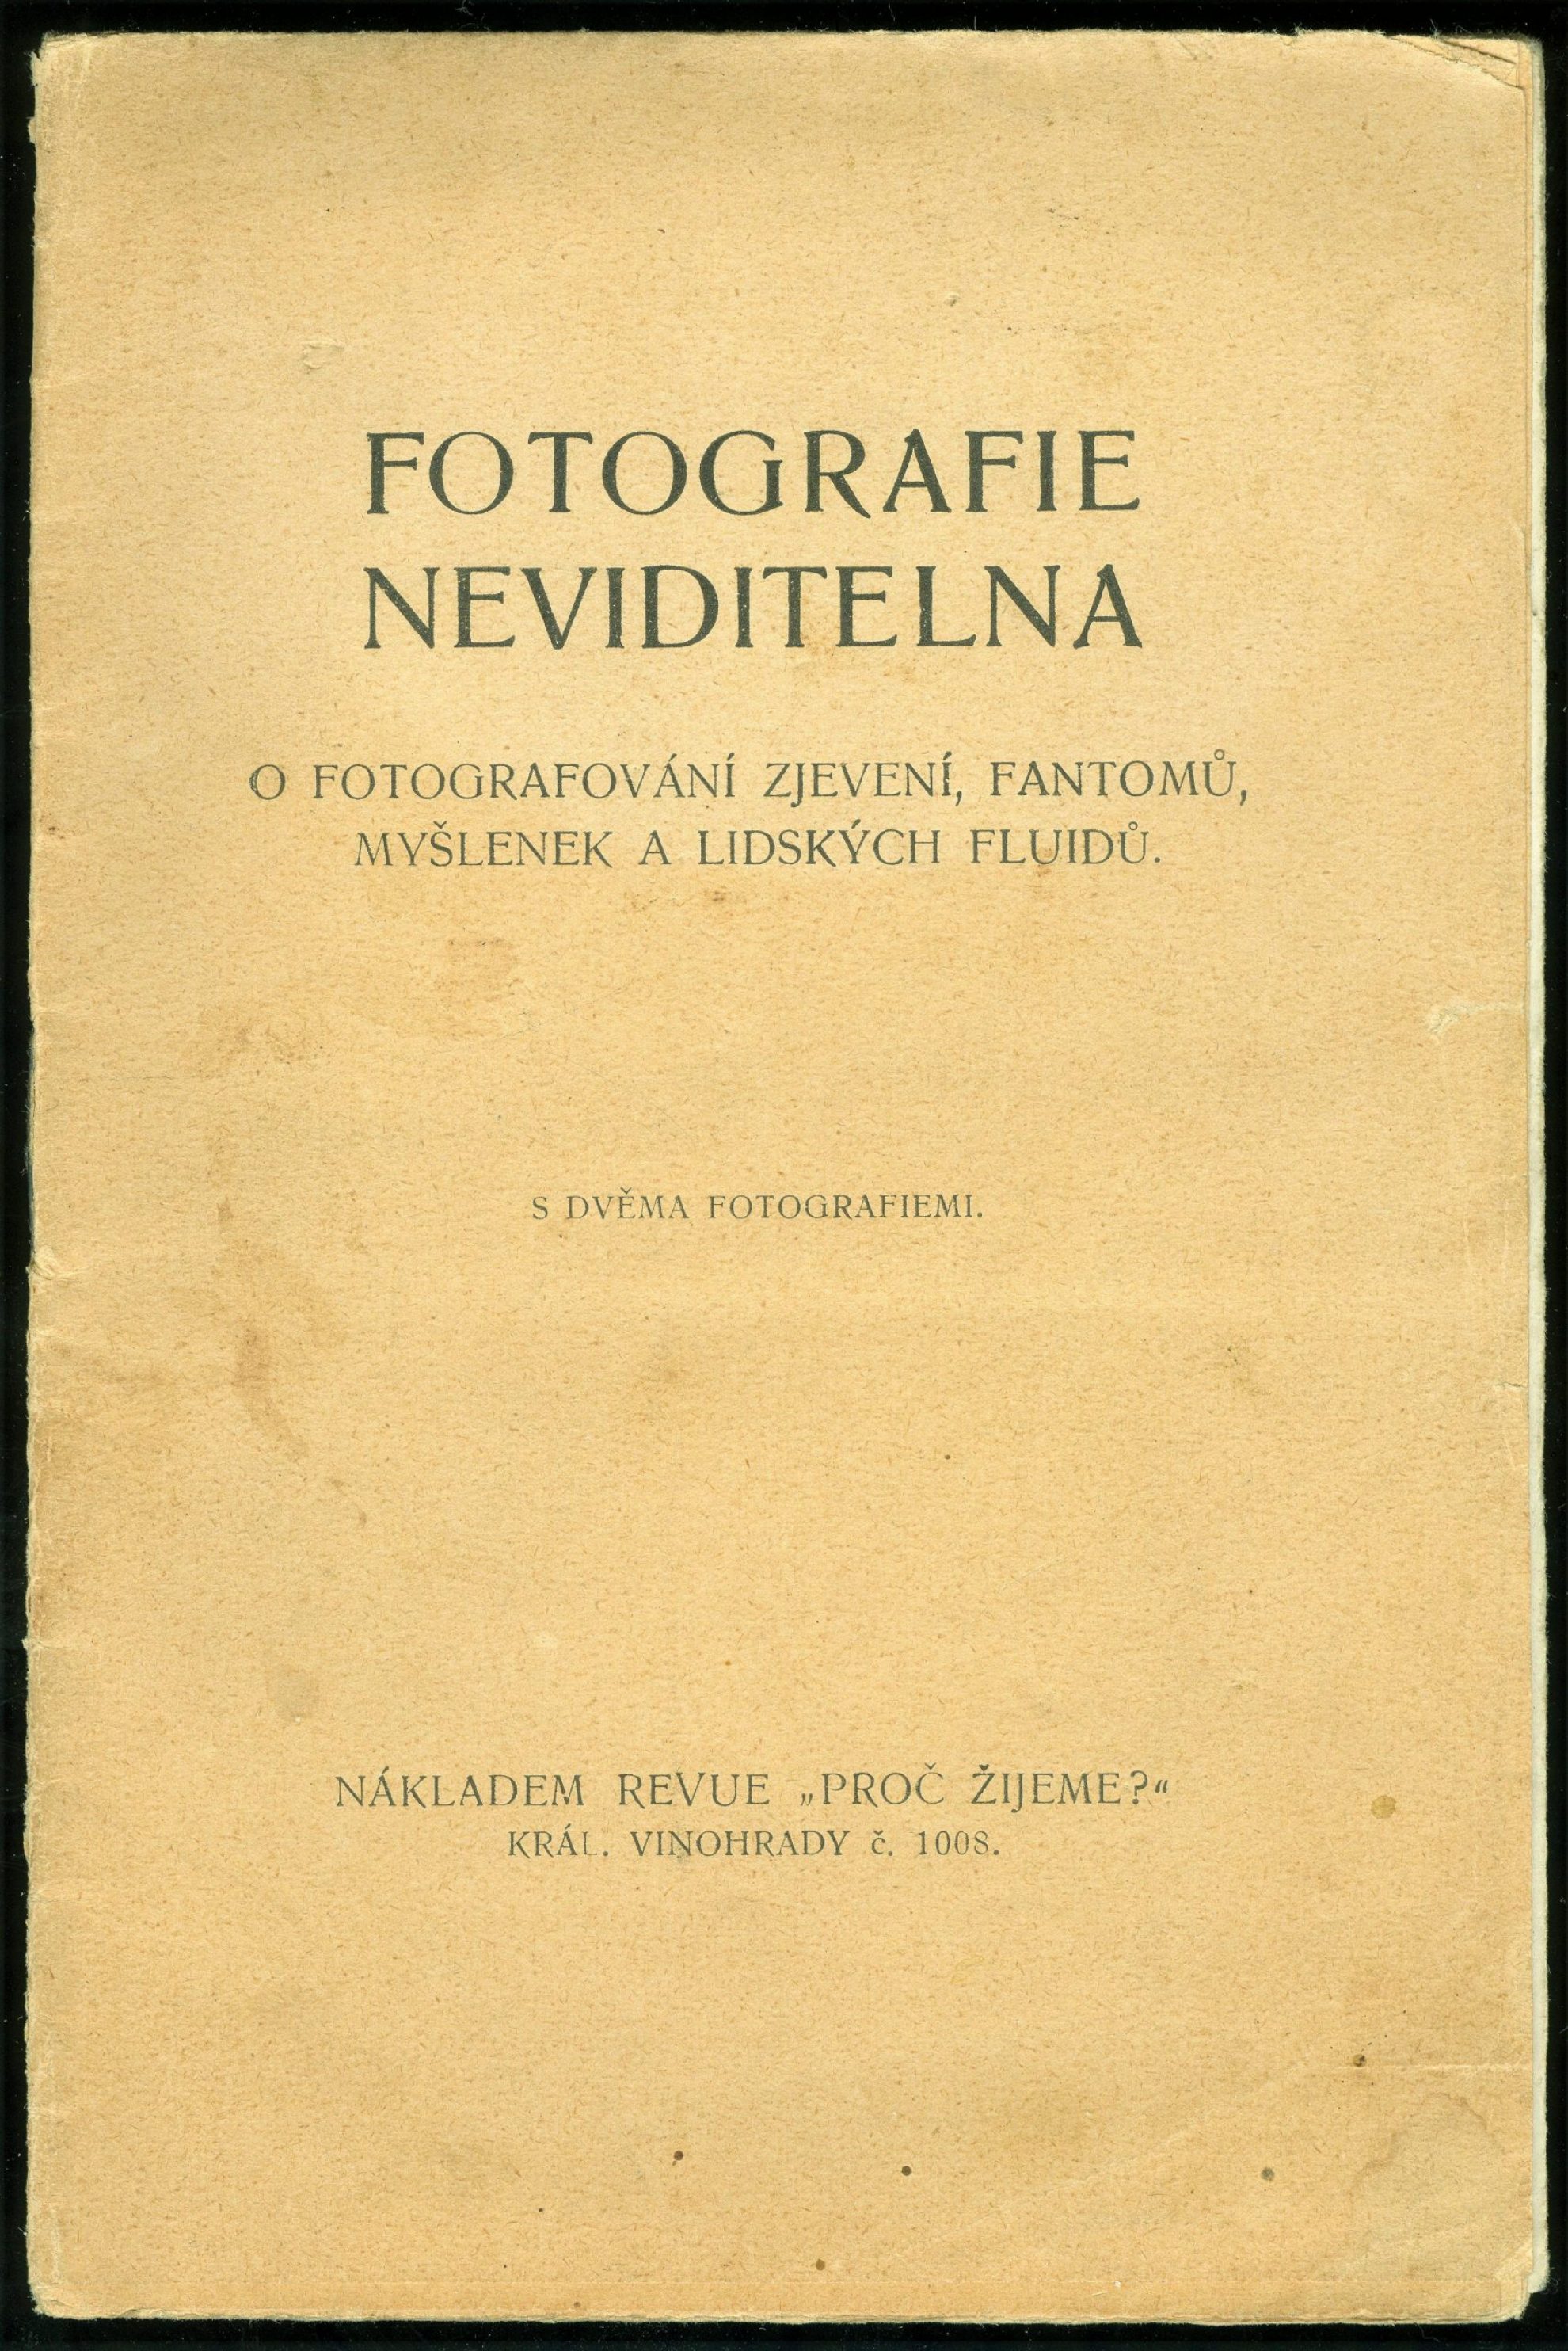 FOTOGRAFIE
NEVIDITELNA
O FOTOGRAFOVÁNÍ ZJEVENÍ, FANTOMŮ,
MYŠLENEK A LIDSKÝCH FLUIDŮ.
S DVĚMA FOTOGRAFIEMI.
NÁKLADEM REVUE „PROČ ŽIJEME?“
KRÁL. VINOHRADY č. 1008.